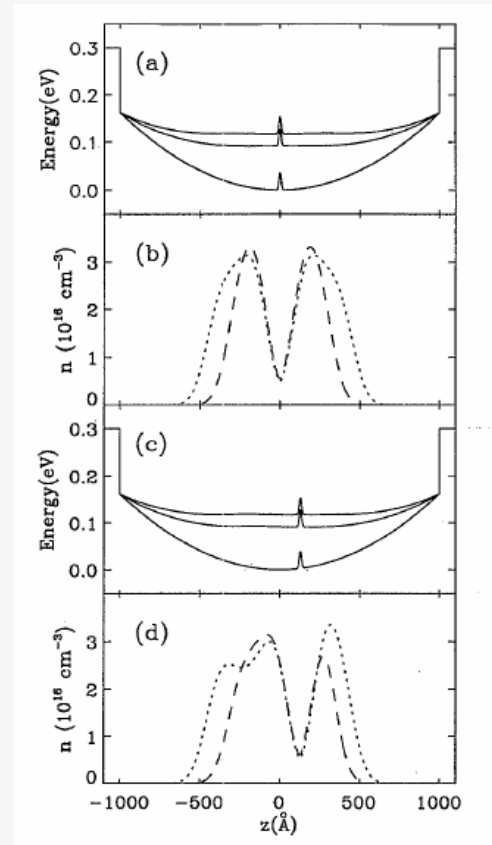 0.3
(a)
Energy(eV)
0.2
0.1
0.0
(b)
n (10¹⁶ cm⁻³)
3
2
1
0
0.3
(c)
Energy(eV)
0.2
0.1
0.0
(d)
n (10¹⁶ cm⁻³)
3
2
1
0
−1000 −500 0 500 1000
z(Å)